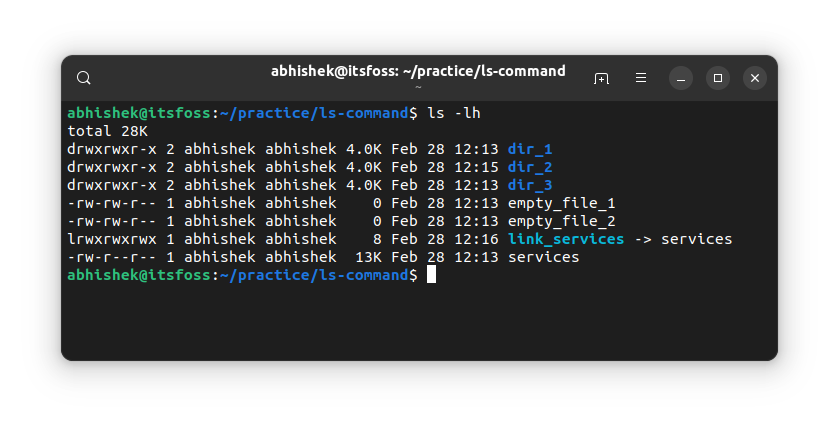 abhishek@itsfoss: ~/practice/ls-command
~
abhishek@itsfoss:~/practice/ls-command$ ls -lh
total 28K
drwxrwxr-x 2 abhishek abhishek 4.0K Feb 28 12:13 dir_1
drwxrwxr-x 2 abhishek abhishek 4.0K Feb 28 12:15 dir_2
drwxrwxr-x 2 abhishek abhishek 4.0K Feb 28 12:13 dir_3
-rw-rw-r-- 1 abhishek abhishek    0 Feb 28 12:13 empty_file_1
-rw-rw-r-- 1 abhishek abhishek    0 Feb 28 12:13 empty_file_2
lrwxrwxrwx 1 abhishek abhishek    8 Feb 28 12:16 link_services -> services
-rw-r--r-- 1 abhishek abhishek  13K Feb 28 12:13 services
abhishek@itsfoss:~/practice/ls-command$